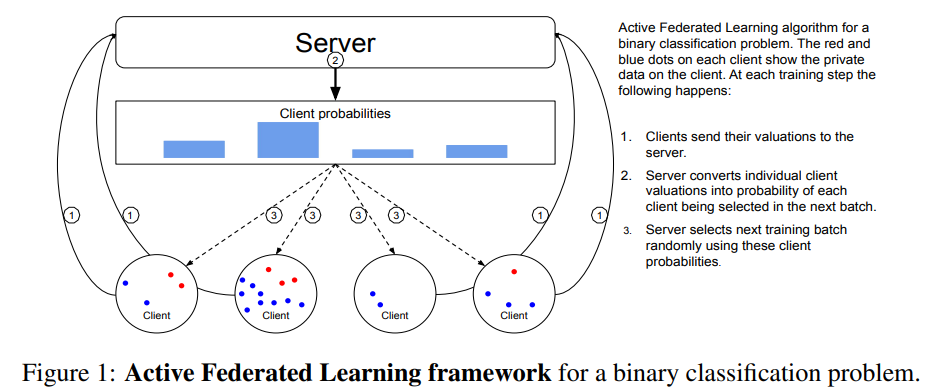 Server
2
Client probabilities
1
1
3
3
3
3
1
1
Client
Client
Client
Client
Active Federated Learning algorithm for a
binary classification problem. The red and
blue dots on each client show the private
data on the client. At each training step the
following happens:
1. Clients send their valuations to the
server.
2. Server converts individual client
valuations into probability of each
client being selected in the next batch.
3. Server selects next training batch
randomly using these client
probabilities.
Figure 1: Active Federated Learning framework for a binary classification problem.